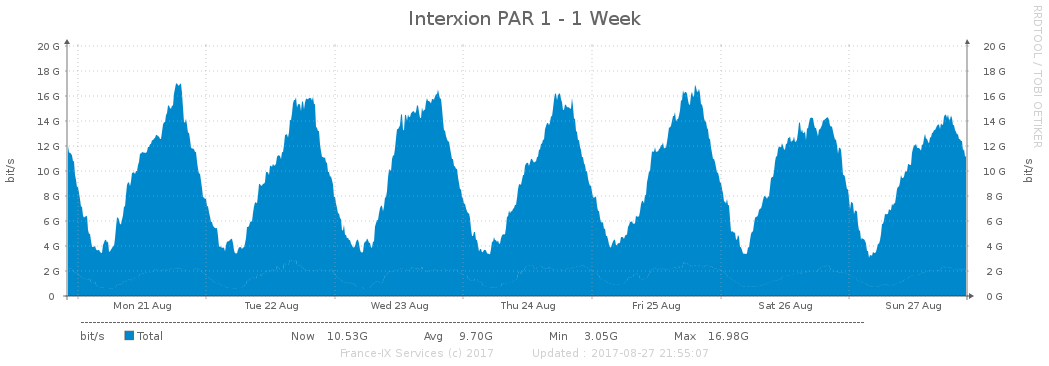 Interxion PAR 1 - 1 Week
RRDTOOL / TOBI OETIKER
bit/s
20 G 20 G
18 G 18 G
16 G 16 G
14 G 14 G
12 G 12 G
10 G 10 G
8 G 8 G
6 G 6 G
4 G 4 G
2 G 2 G
0 0 G
bit/s
Mon 21 Aug Tue 22 Aug Wed 23 Aug Thu 24 Aug Fri 25 Aug Sat 26 Aug Sun 27 Aug
bit/s Total Now 10.53G Avg 9.70G Min 3.05G Max 16.98G
France-IX Services (c) 2017 Updated : 2017-08-27 21:55:07